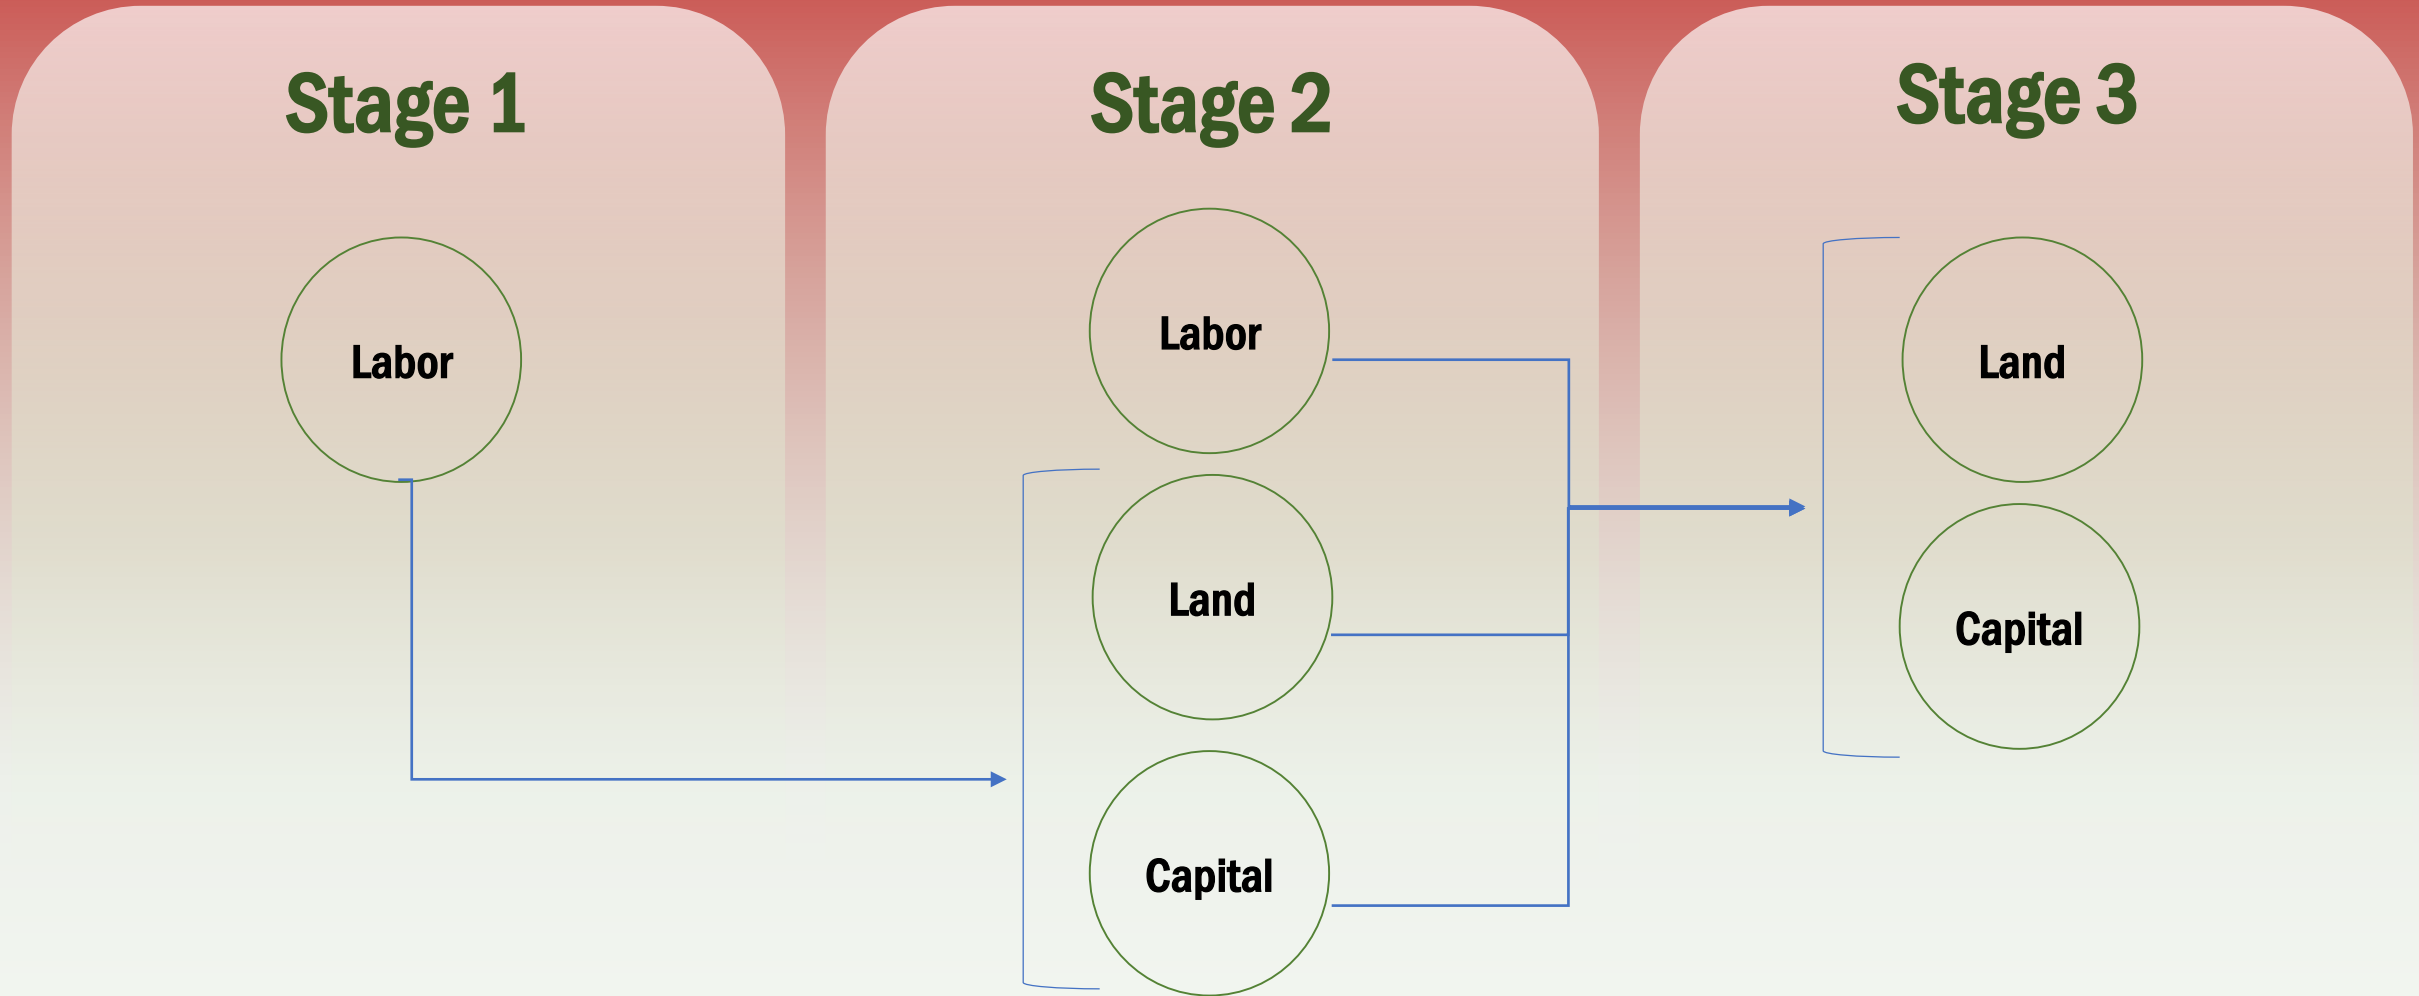 Stage 1
Labor
Stage 2
Labor
Land
Capital
Stage 3
Land
Capital